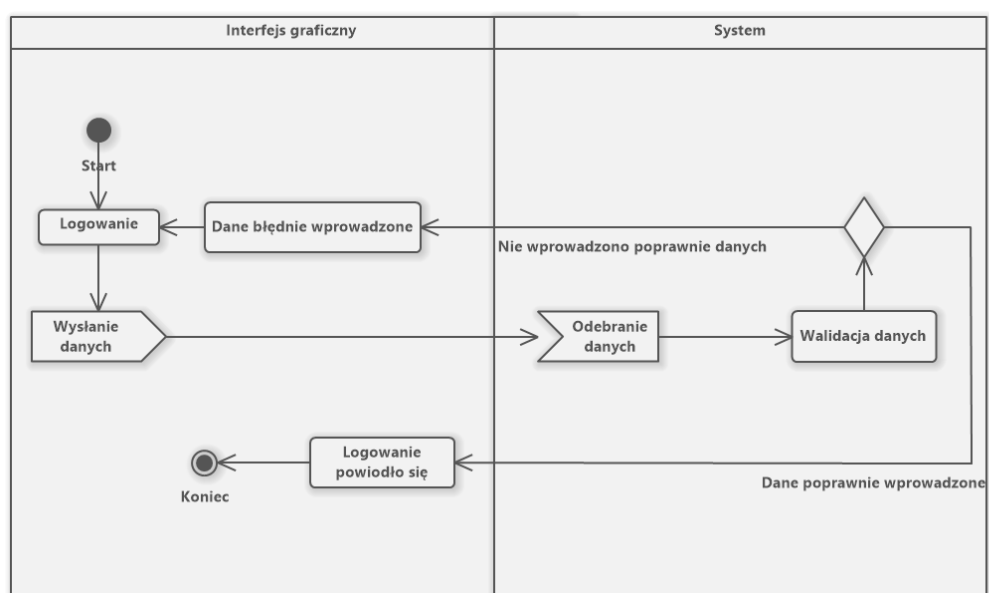 Interfejs graficzny
System
Start
Logowanie
Dane błędnie wprowadzone
Nie wprowadzono poprawnie danych
Wysłanie
danych
Odebranie
danych
Walidacja danych
Logowanie
powiodło się
Koniec
Dane poprawnie wprowadzone